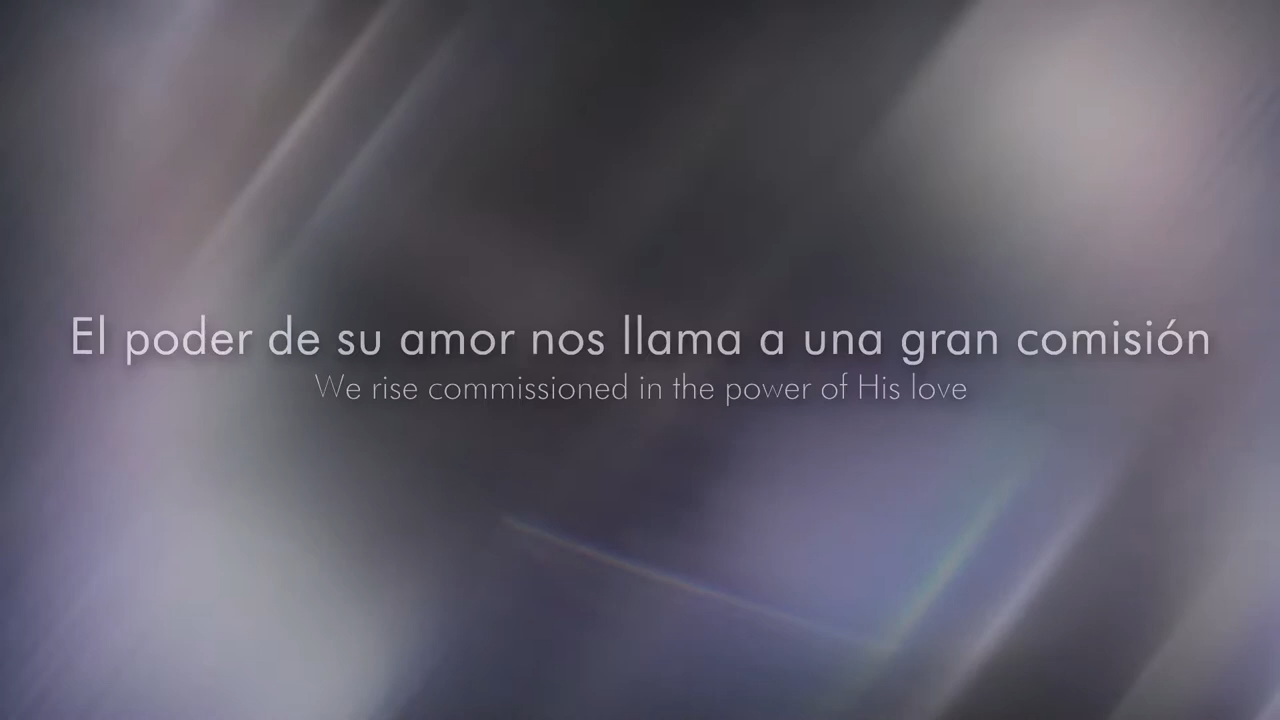 El poder de su amor nos llama a una gran comisión
We rise commissioned in the power of His love